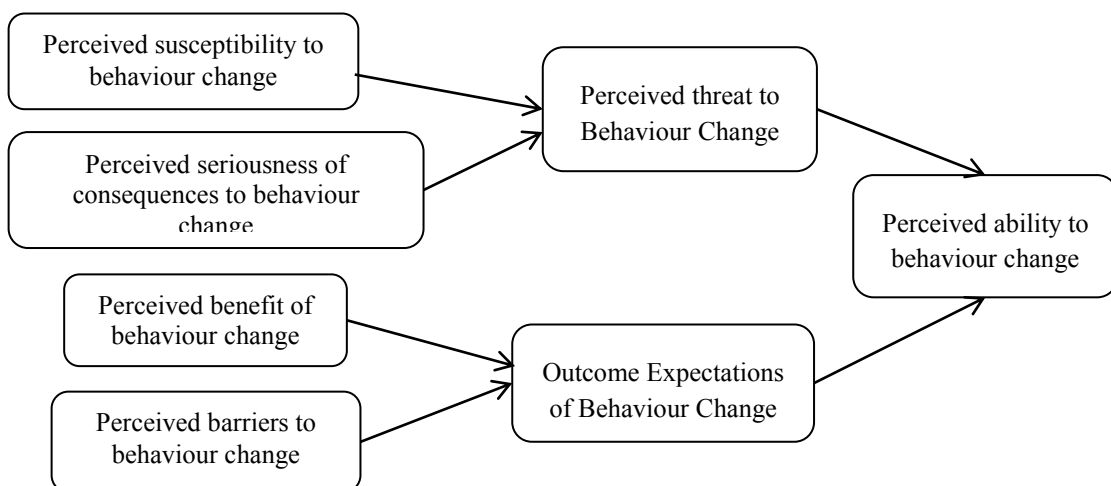 Perceived susceptibility to
behaviour change
Perceived seriousness of
consequences to behaviour
change
Perceived benefit of
behaviour change
Perceived barriers to
behaviour change
Perceived threat to
Behaviour Change
Outcome Expectations
of Behaviour Change
Perceived ability to
behaviour change